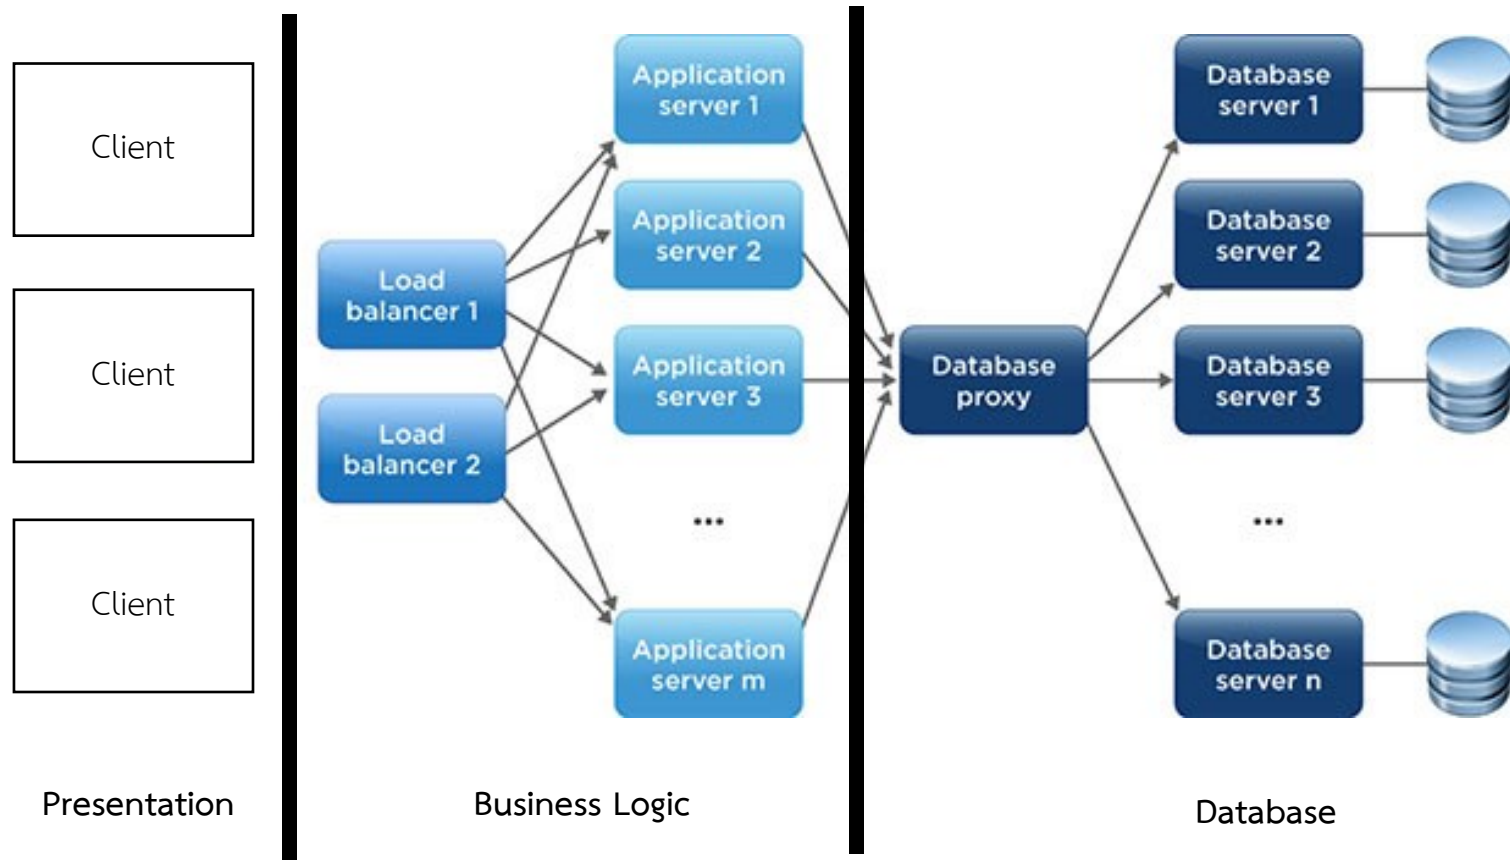 Client
Client
Client
Presentation
Load
balancer 1
Load
balancer 2
Application
server 1
Application
server 2
Application
server 3
...
Application
server m
Business Logic
Database
proxy
Database
server 1
Database
server 2
Database
server 3
...
Database
server n
Database